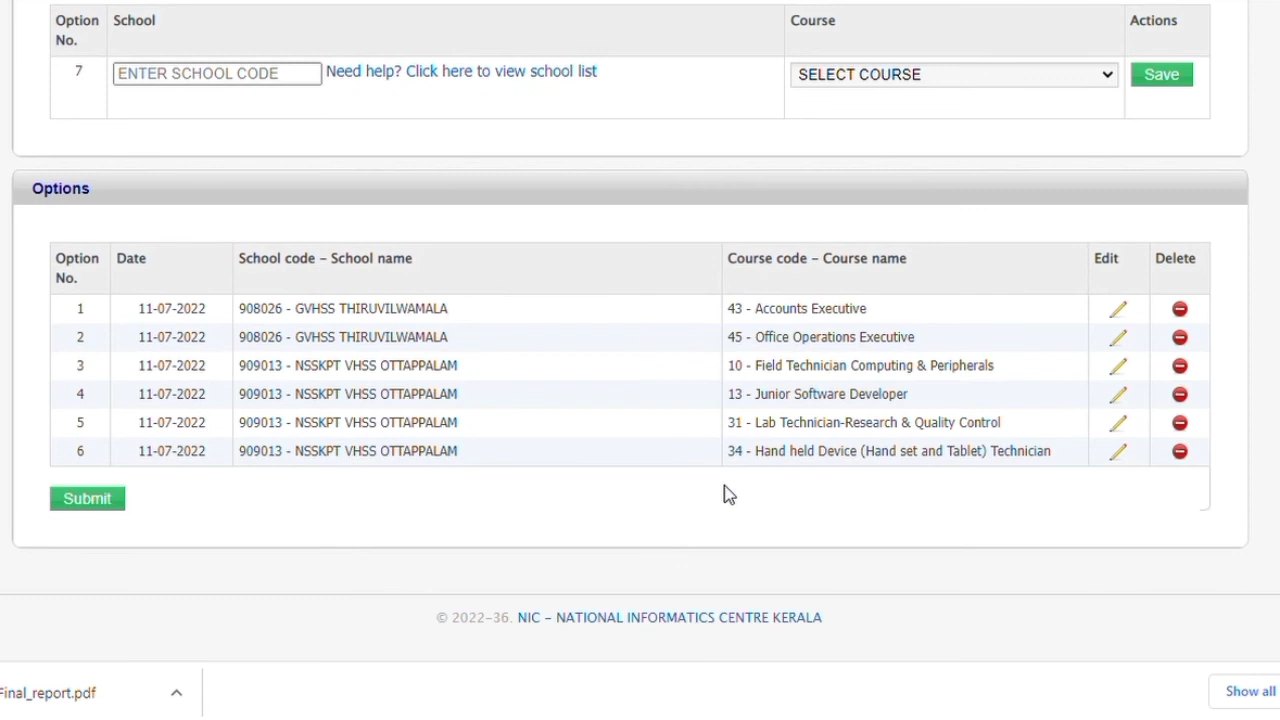 Option No. School Course Actions
7 ENTER SCHOOL CODE Need help? Click here to view school list SELECT COURSE Save
Options
Option No. Date School code – School name Course code – Course name Edit Delete
1 11-07-2022 908026 - GVHSS THIRUVILWAMALA 43 - Accounts Executive
2 11-07-2022 908026 - GVHSS THIRUVILWAMALA 45 - Office Operations Executive
3 11-07-2022 909013 - NSSKPT VHSS OTTAPPALAM 10 - Field Technician Computing & Peripherals
4 11-07-2022 909013 - NSSKPT VHSS OTTAPPALAM 13 - Junior Software Developer
5 11-07-2022 909013 - NSSKPT VHSS OTTAPPALAM 31 - Lab Technician-Research & Quality Control
6 11-07-2022 909013 - NSSKPT VHSS OTTAPPALAM 34 - Hand held Device (Hand set and Tablet) Technician
Submit
© 2022–36. NIC – NATIONAL INFORMATICS CENTRE KERALA
Final_report.pdf Show all